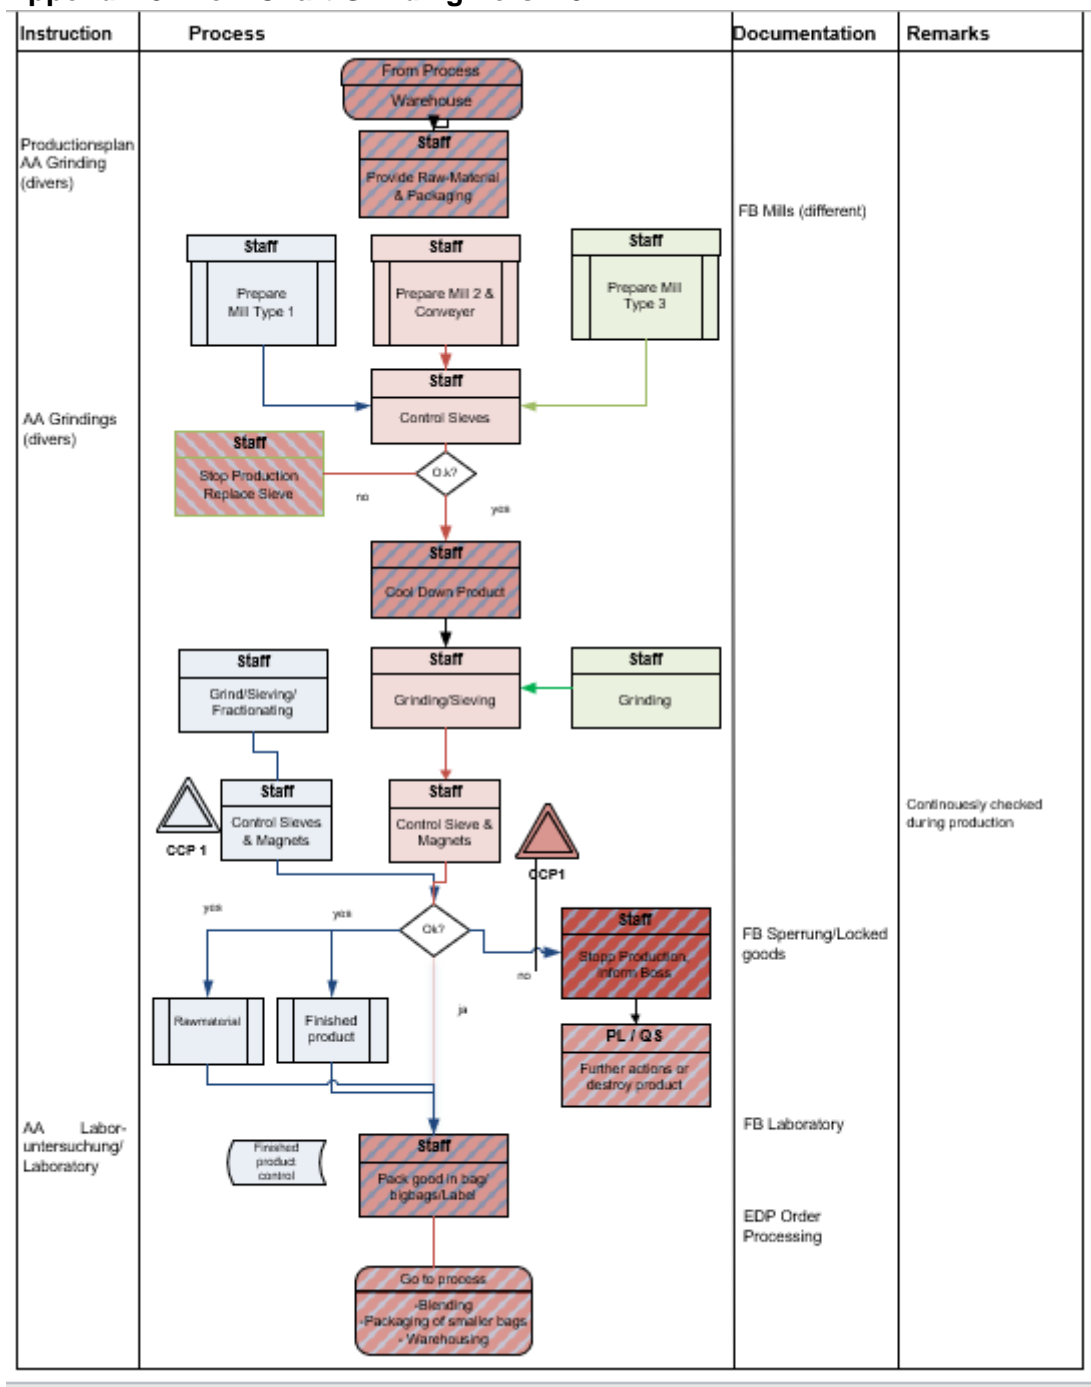 Instruction
Process
Documentation
Remarks
From Process
Warehouse
Productionsplan
AA Grinding
(divers)
Staff
Provide Raw-Material
& Packaging
FB Mills (different)
Staff
Prepare
Mill Type 1
Staff
Prepare Mill 2 &
Conveyer
Staff
Prepare Mill
Type 3
Staff
Control Sieves
AA Grindings
(divers)
Staff
Stop Production
Replace Sieve
O.k?
no
yes
Staff
Cool Down Product
Staff
Grind/Sieving/
Fractionating
Staff
Grinding/Sieving
Staff
Grinding
CCP 1
Staff
Control Sieves
& Magnets
Staff
Control Sieve &
Magnets
CCP1
Continouesly checked
during production
yes
yes
Ok?
no
ja
Staff
Stopp Production,
Inform Boss
FB Sperrung/Locked
goods
Rawmaterial
Finished
product
PL / QS
Further actions or
destroy product
AA Labor-
untersuchung/
Laboratory
FB Laboratory
Finished
product
control
Staff
Pack good in bag/
bigbags/Label
EDP Order
Processing
Go to process
-Blending
-Packaging of smaller bags
- Warehousing